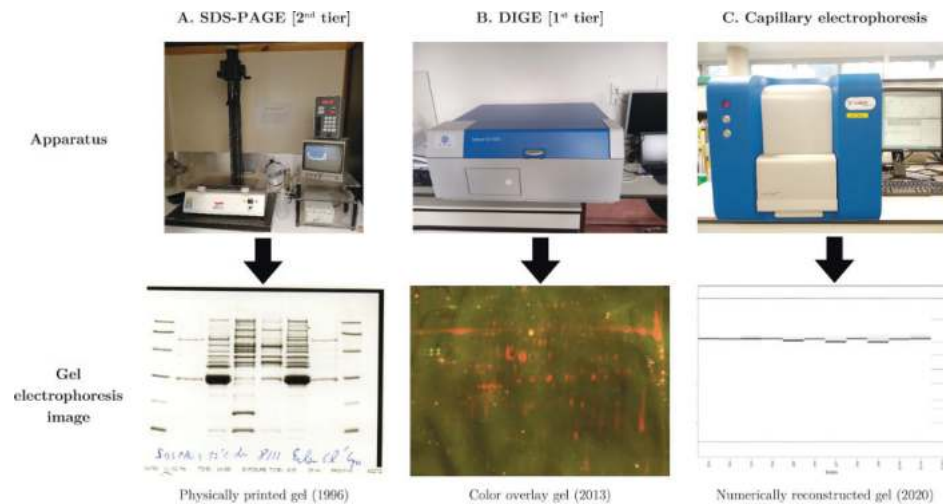 A. SDS-PAGE [2nd tier]
B. DIGE [1st tier]
C. Capillary electrophoresis
Apparatus
Gel
electrophoresis
image
Physically printed gel (1996)
Color overlay gel (2013)
Numerically reconstructed gel (2020)